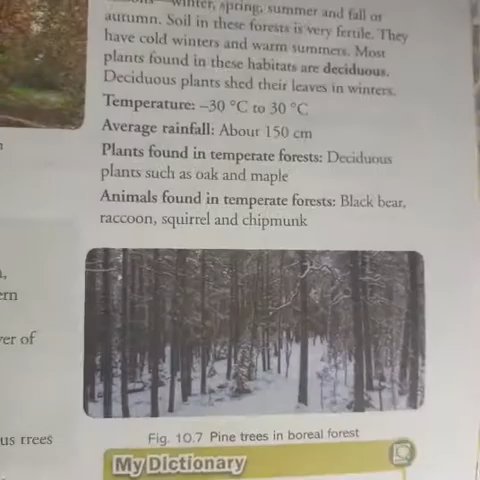 winter, spring, summer and fall or
autumn. Soil in these forests is very fertile. They
have cold winters and warm summers. Most
plants found in these habitats are deciduous.
Deciduous plants shed their leaves in winters.
Temperature: –30 °C to 30 °C
Average rainfall: About 150 cm
Plants found in temperate forests: Deciduous
plants such as oak and maple
Animals found in temperate forests: Black bear,
raccoon, squirrel and chipmunk
ern
ver of
us trees
Fig. 10.7 Pine trees in boreal forest
My Dictionary